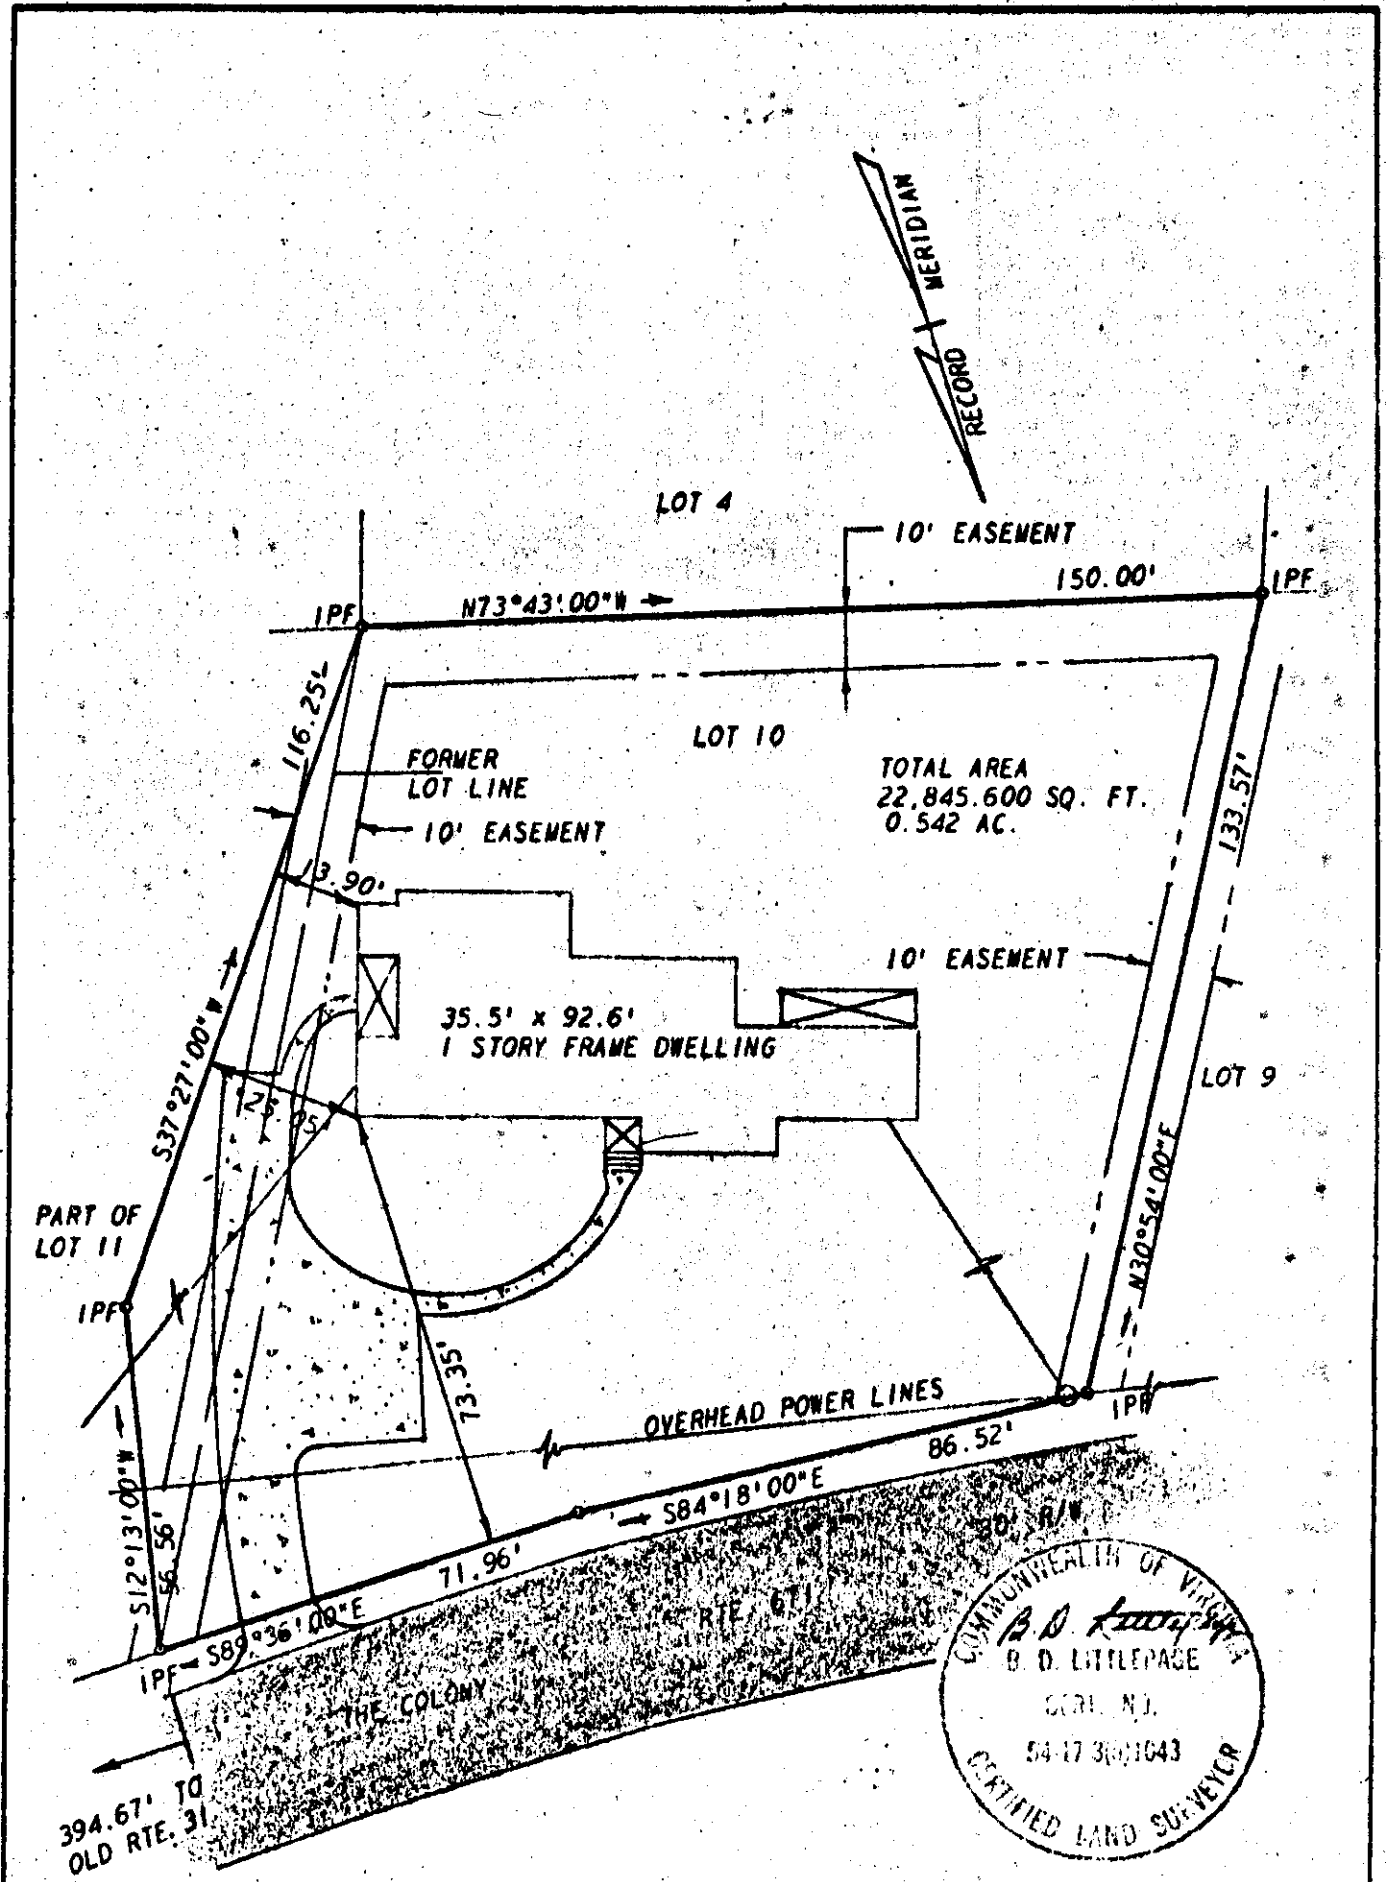 MERIDIAN
RECORD
LOT 4
10' EASEMENT
150.00'
IPF
N73°43'00"W
IPF
116.25'
LOT 10
FORMER
LOT LINE
TOTAL AREA
22,845.600 SQ. FT.
0.542 AC.
133.57'
10' EASEMENT
13.90'
10' EASEMENT
35.5' x 92.6'
1 STORY FRAME DWELLING
S37°27'00"W
LOT 9
25.05
N30°54'00"E
PART OF
LOT 11
IPF
73.35'
OVERHEAD POWER LINES
IPF
86.52'
S84°18'00"E
S12°13'00"W
56.56'
71.96'
S89°36'00"E
IPF
R/W
RTE. 671
THE COLONY
394.67' TO
OLD RTE. 31
COMMONWEALTH OF VIRGINIA
B. D. LITTLEPAGE
CERT. NO.
CERTIFIED LAND SURVEYOR